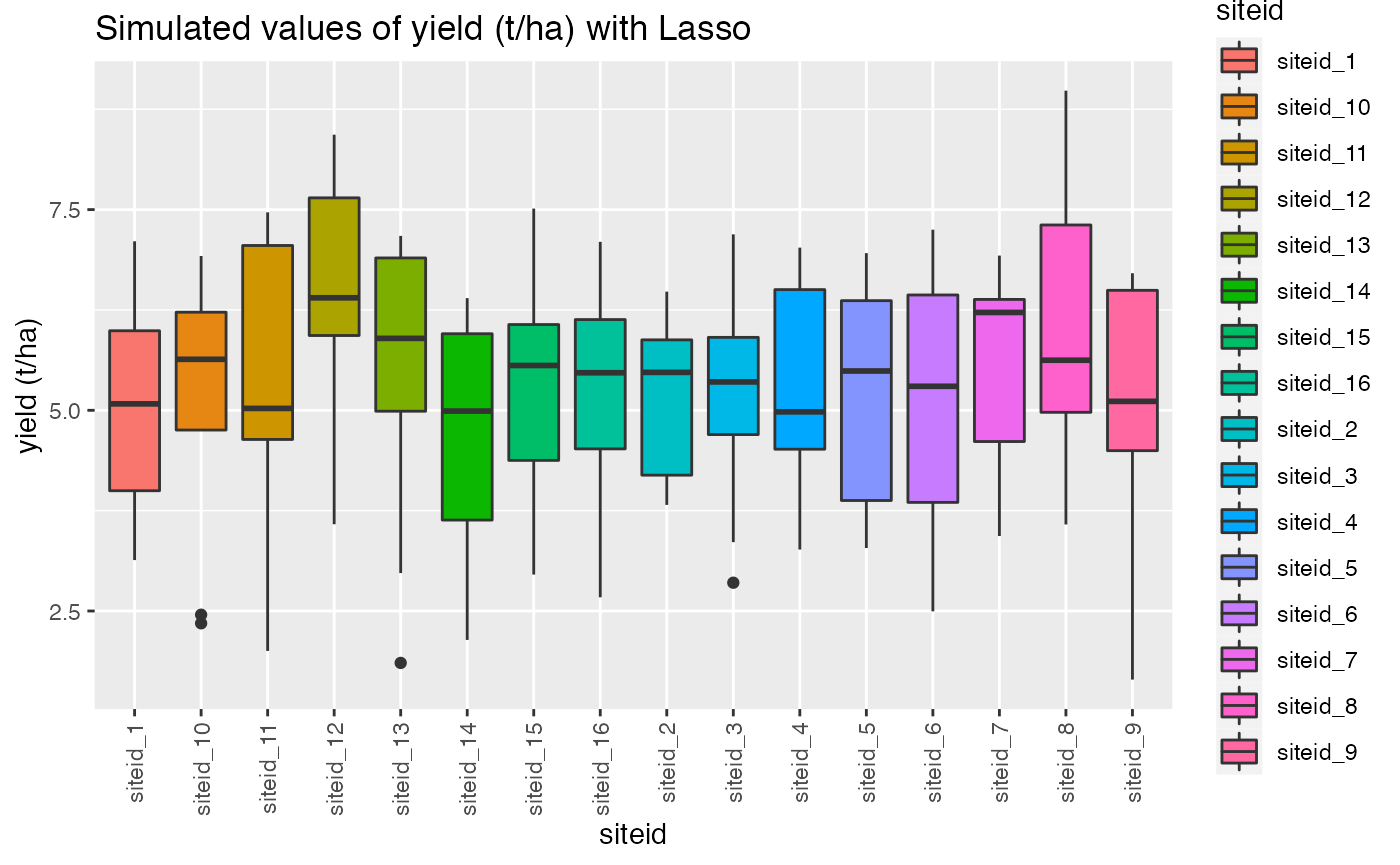 Simulated values of yield (t/ha) with Lasso
yield (t/ha)
7.5
5.0
2.5
siteid_1
siteid_10
siteid_11
siteid_12
siteid_13
siteid_14
siteid_15
siteid_16
siteid_2
siteid_3
siteid_4
siteid_5
siteid_6
siteid_7
siteid_8
siteid_9
siteid
siteid
siteid_1
siteid_10
siteid_11
siteid_12
siteid_13
siteid_14
siteid_15
siteid_16
siteid_2
siteid_3
siteid_4
siteid_5
siteid_6
siteid_7
siteid_8
siteid_9